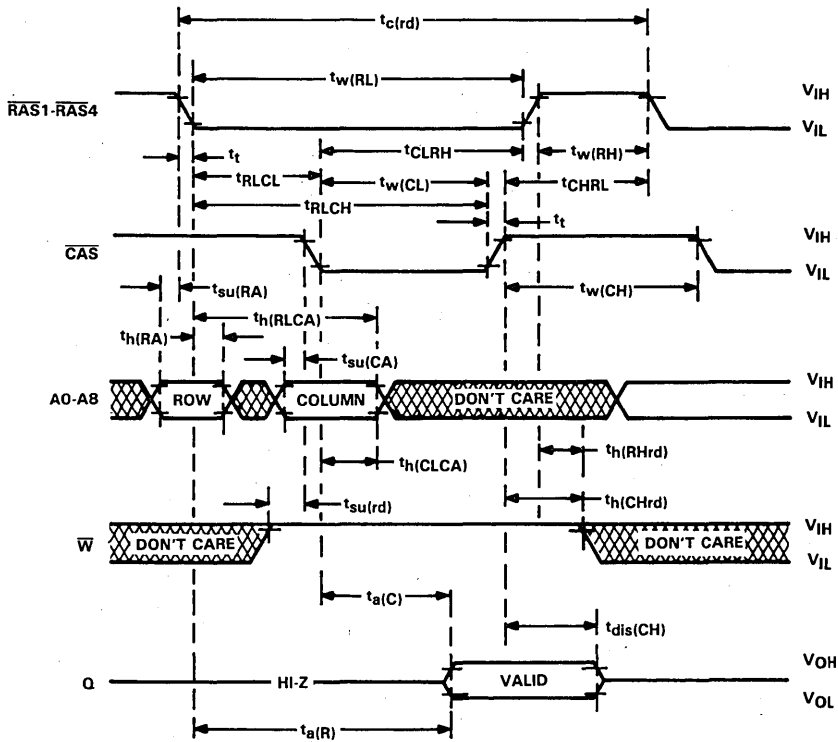 tc(rd)
tw(RL)
RAS1-RAS4
VIH
VIL
tt
tCLRH
tw(RH)
tRLCL
tw(CL)
tCHRL
tRLCH
tt
CAS
VIH
VIL
tsu(RA)
tw(CH)
th(RLCA)
th(RA)
tsu(CA)
A0-A8
ROW
COLUMN
DON'T CARE
VIH
VIL
th(RHrd)
th(CLCA)
th(CHrd)
tsu(rd)
W
DON'T CARE
DON'T CARE
VIH
VIL
ta(C)
tdis(CH)
Q
HI-Z
VALID
VOH
VOL
ta(R)